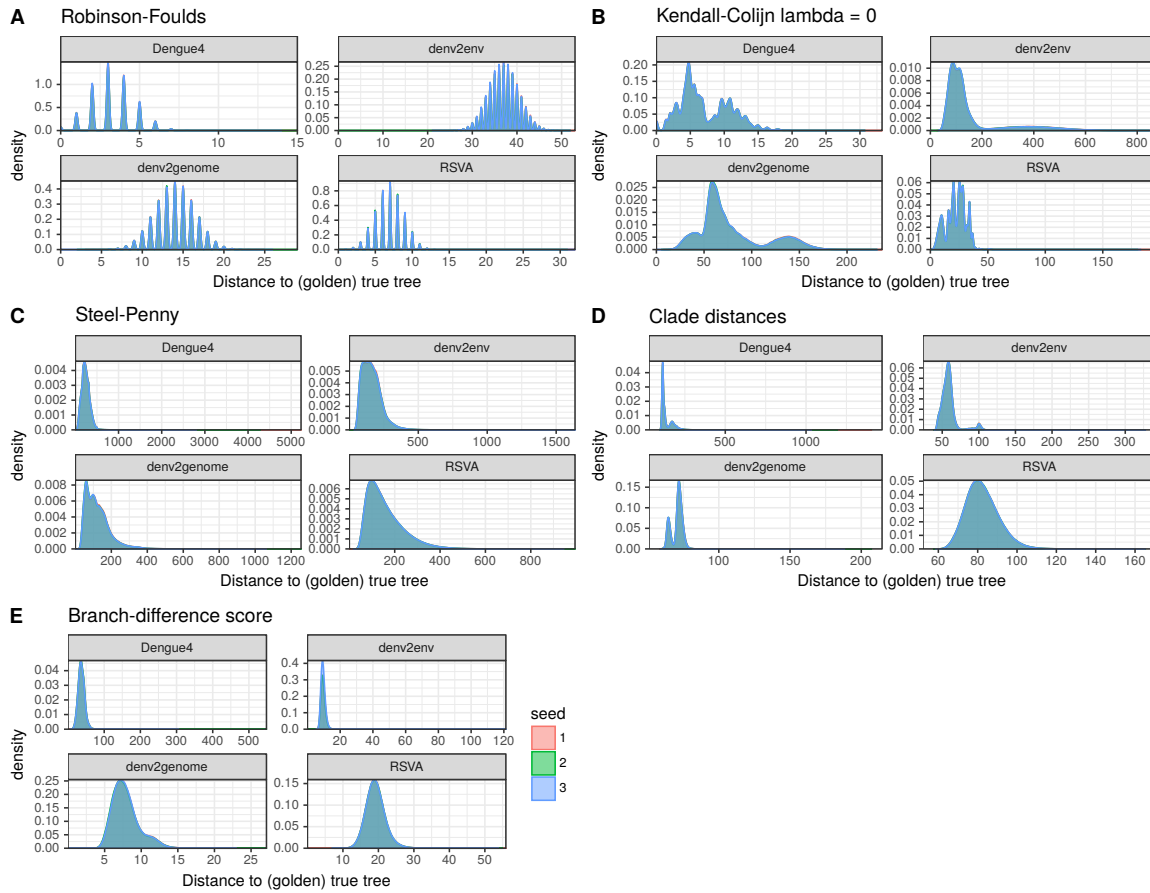 A Robinson-Foulds
Dengue4
denv2env
1.0
0.5
0.0
0 5 10 15
0.25
0.20
0.15
0.10
0.05
0.00
0 10 20 30 40 50
denv2genome
RSVA
0.4
0.3
0.2
0.1
0.0
0 5 10 15 20 25
0.8
0.6
0.4
0.2
0.0
0 10 20 30
density
Distance to (golden) true tree
B Kendall-Colijn lambda = 0
Dengue4
denv2env
0.20
0.15
0.10
0.05
0.00
0 5 10 15 20 25
0.010
0.008
0.006
0.004
0.002
0.000
0 200 400 600 800
denv2genome
RSVA
0.025
0.020
0.015
0.010
0.005
0.000
0 50 100 150 200
0.06
0.05
0.04
0.03
0.02
0.01
0.00
0 50 100 150
density
Distance to (golden) true tree
C Steel-Penny
Dengue4
denv2env
0.004
0.003
0.002
0.001
0.000
1000 2000 3000 4000 5000
0.005
0.004
0.003
0.002
0.001
0.000
500 1000 1500
denv2genome
RSVA
0.008
0.006
0.004
0.002
0.000
200 400 600 800 1000 1200
0.006
0.005
0.004
0.003
0.002
0.001
0.000
200 400 600 800
density
Distance to (golden) true tree
D Clade distances
Dengue4
denv2env
0.04
0.03
0.02
0.01
0.00
500 1000
0.06
0.05
0.04
0.03
0.02
0.01
0.00
50 100 150 200 250 300
denv2genome
RSVA
0.15
0.10
0.05
0.00
100 150 200
0.05
0.04
0.03
0.02
0.01
0.00
60 80 100 120 140 160
density
Distance to (golden) true tree
E Branch-difference score
Dengue4
denv2env
0.04
0.03
0.02
0.01
0.00
100 200 300 400 500
0.4
0.3
0.2
0.1
0.0
20 40 60 80 100 120
denv2genome
RSVA
0.25
0.20
0.15
0.10
0.05
0.00
5 10 15 20 25
0.15
0.10
0.05
0.00
10 20 30 40 50
density
Distance to (golden) true tree
seed
1
2
3